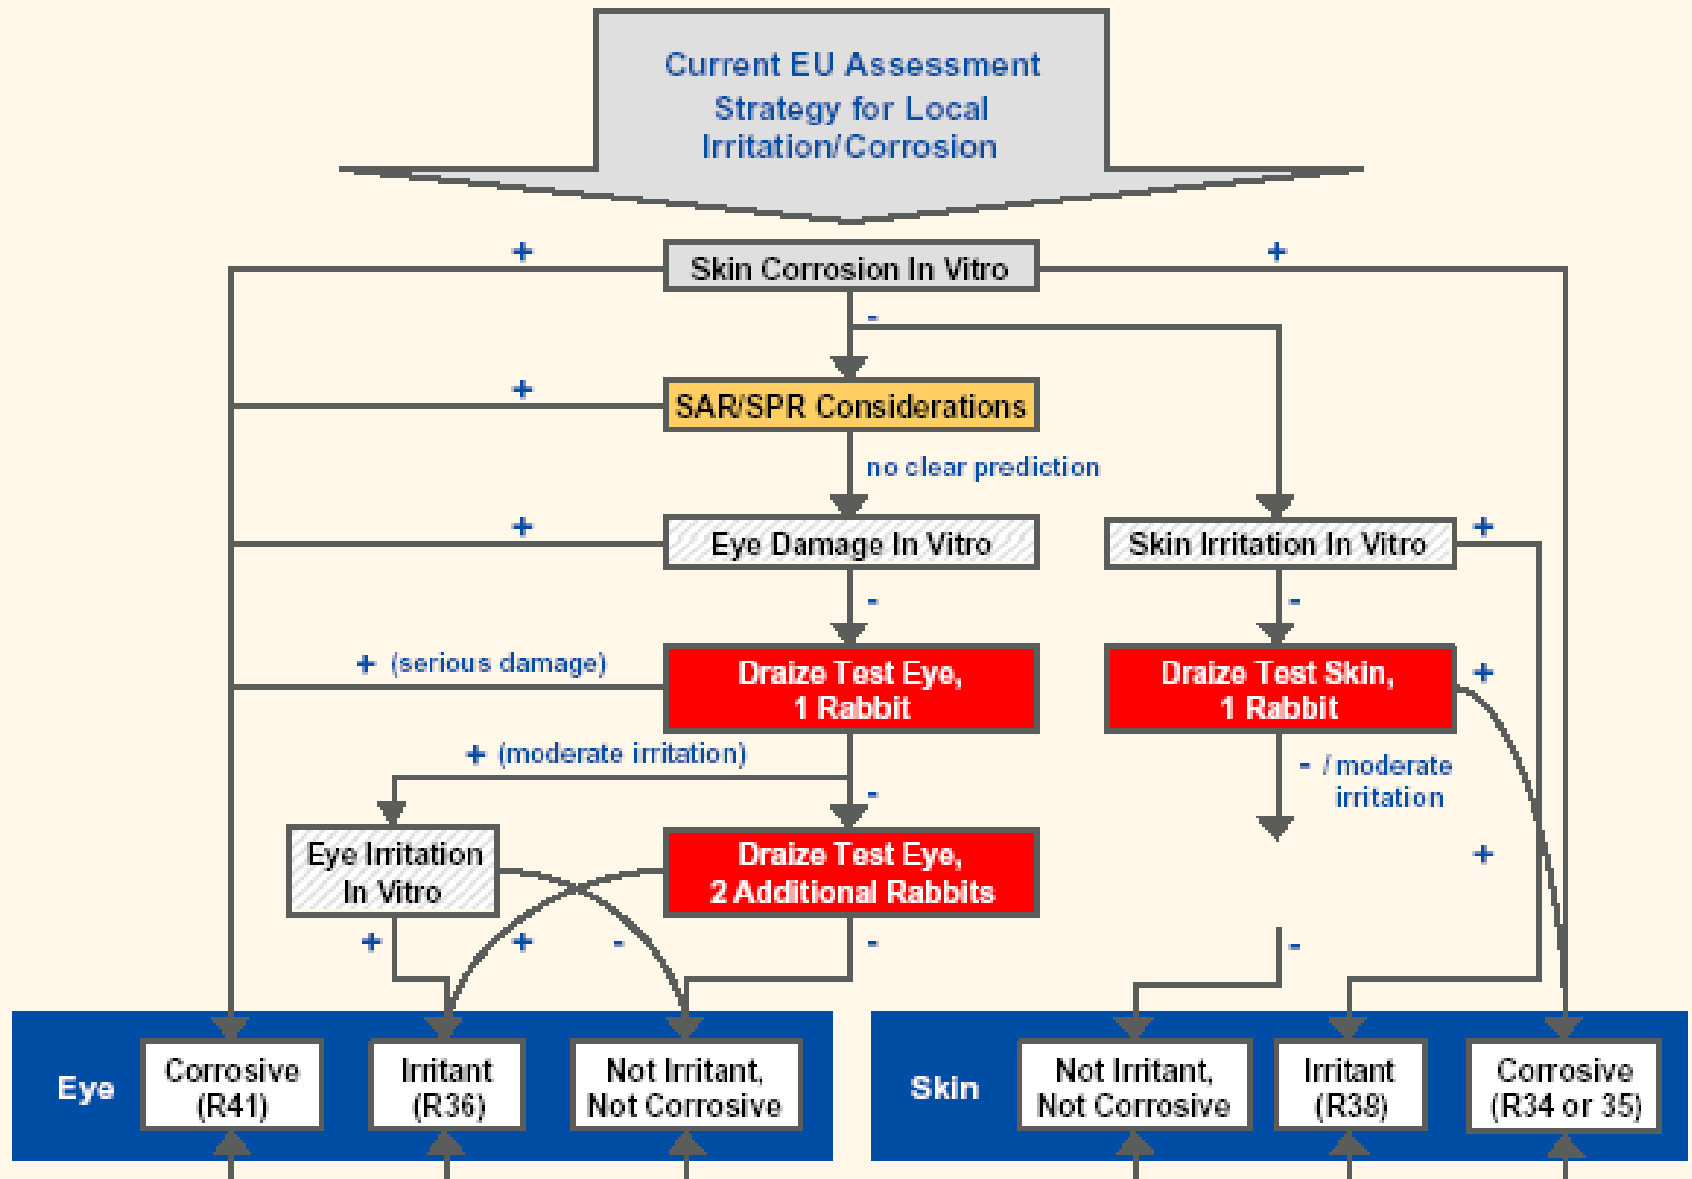 Current EU Assessment
Strategy for Local
Irritation/Corrosion
+
+
Skin Corrosion In Vitro
-
+
SAR/SPR Considerations
no clear prediction
+
Eye Damage In Vitro
Skin Irritation In Vitro
+
-
-
+ (serious damage)
Draize Test Eye,
1 Rabbit
Draize Test Skin,
1 Rabbit
+
+ (moderate irritation)
-
- / moderate
irritation
Eye Irritation
In Vitro
Draize Test Eye,
2 Additional Rabbits
+
+
+
-
-
-
Eye
Corrosive
(R41)
Irritant
(R36)
Not Irritant,
Not Corrosive
Skin
Not Irritant,
Not Corrosive
Irritant
(R38)
Corrosive
(R34 or 35)